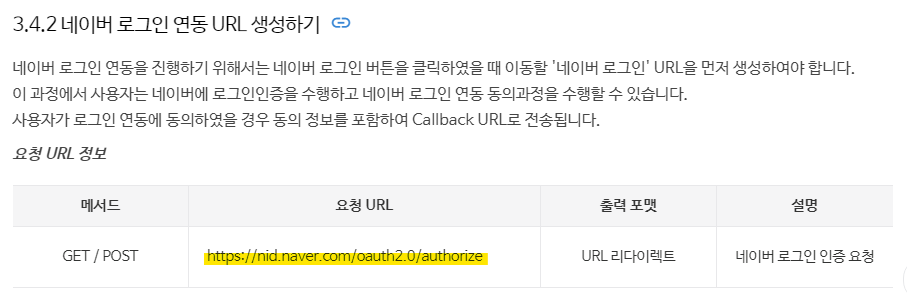 3.4.2 네이버 로그인 연동 URL 생성하기
네이버 로그인 연동을 진행하기 위해서는 네이버 로그인 버튼을 클릭하였을 때 이동할 '네이버 로그인' URL을 먼저 생성하여야 합니다.
이 과정에서 사용자는 네이버에 로그인인증을 수행하고 네이버 로그인 연동 동의과정을 수행할 수 있습니다.
사용자가 로그인 연동에 동의하였을 경우 동의 정보를 포함하여 Callback URL로 전송됩니다.
요청 URL 정보
메서드 요청 URL 출력 포맷 설명
GET / POST https://nid.naver.com/oauth2.0/authorize URL 리다이렉트 네이버 로그인 인증 요청